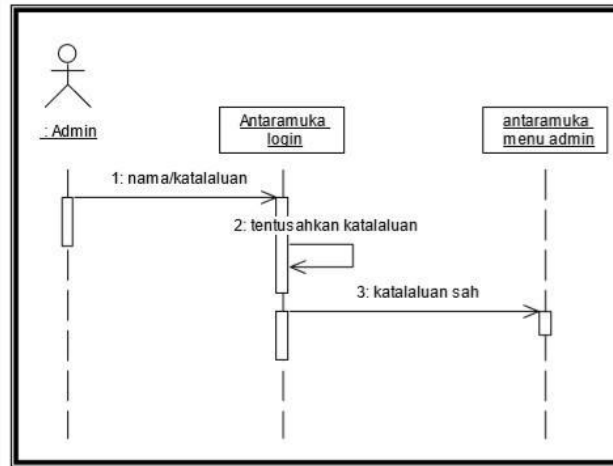 : Admin
Antaramuka
login
antaramuka
menu admin
1: nama/katalaluan
2: tentusahkan katalaluan
3: katalaluan sah